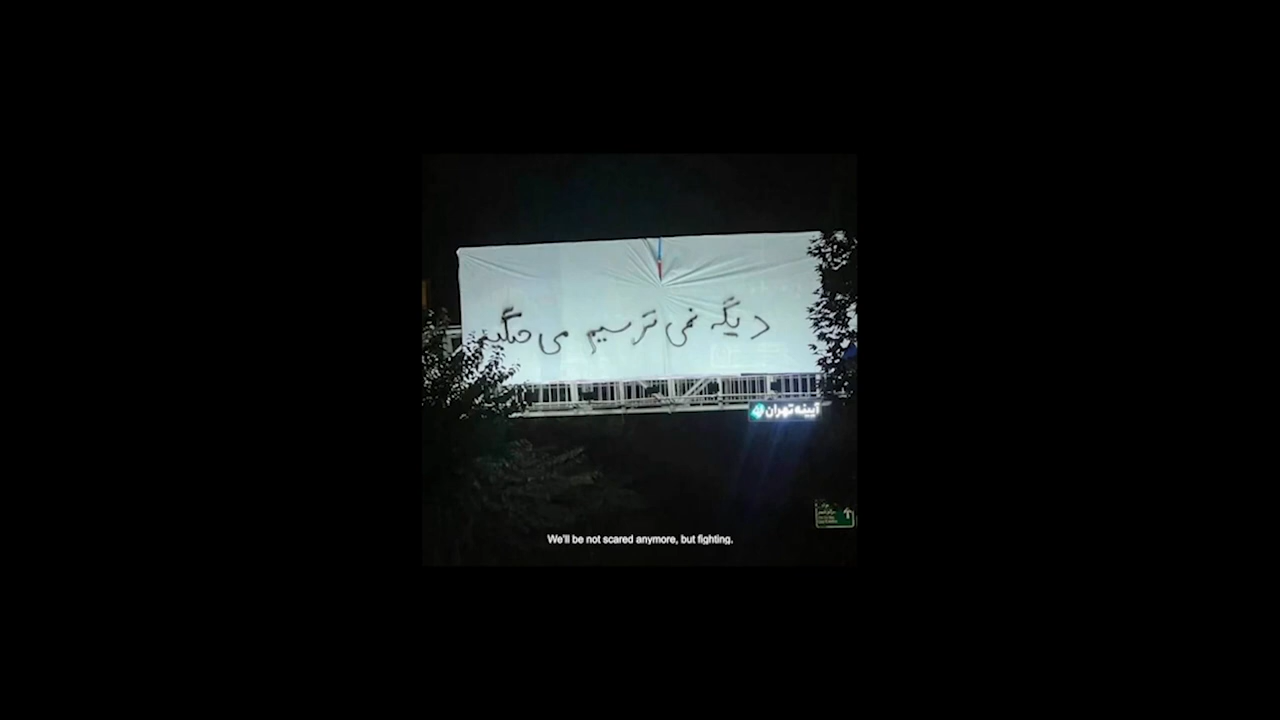 دیگه نمی ترسیم می جنگیم
آیینه تهران
We'll be not scared anymore, but fighting.